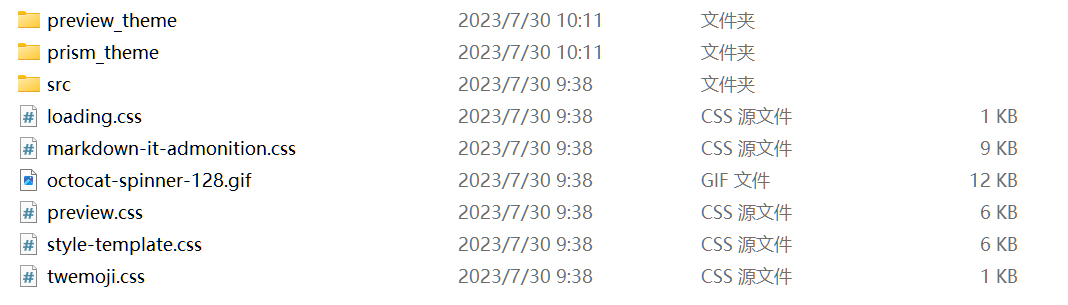 preview_theme 2023/7/30 10:11 文件夹
prism_theme 2023/7/30 10:11 文件夹
src 2023/7/30 9:38 文件夹
loading.css 2023/7/30 9:38 CSS 源文件 1 KB
markdown-it-admonition.css 2023/7/30 9:38 CSS 源文件 9 KB
octocat-spinner-128.gif 2023/7/30 9:38 GIF 文件 12 KB
preview.css 2023/7/30 9:38 CSS 源文件 6 KB
style-template.css 2023/7/30 9:38 CSS 源文件 6 KB
twemoji.css 2023/7/30 9:38 CSS 源文件 1 KB